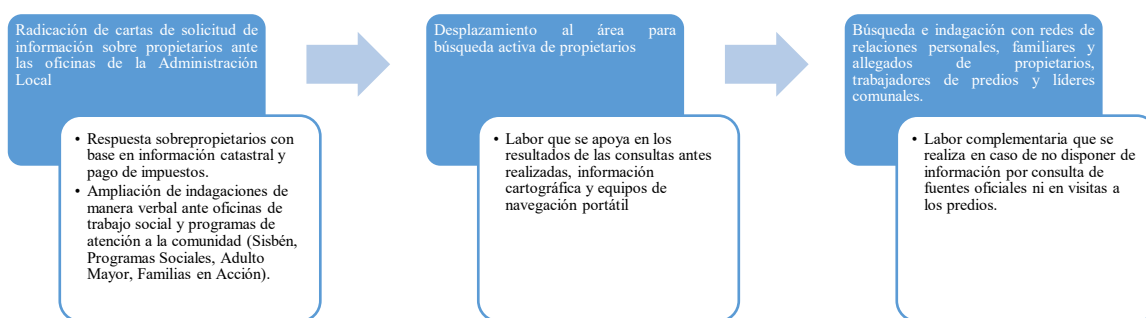 Radicación de cartas de solicitud de
información sobre propietarios ante
las oficinas de la Administración
Local
• Respuesta sobrepropietarios con
base en información catastral y
pago de impuestos.
• Ampliación de indagaciones de
manera verbal ante oficinas de
trabajo social y programas de
atención a la comunidad (Sisbén,
Programas Sociales, Adulto
Mayor, Familias en Acción).
Desplazamiento al área para
búsqueda activa de propietarios
• Labor que se apoya en los
resultados de las consultas antes
realizadas, información
cartográfica y equipos de
navegación portátil
Búsqueda e indagación con redes de
relaciones personales, familiares y
allegados de propietarios,
trabajadores de predios y líderes
comunales.
• Labor complementaria que se
realiza en caso de no disponer de
información por consulta de
fuentes oficiales ni en visitas a
los predios.